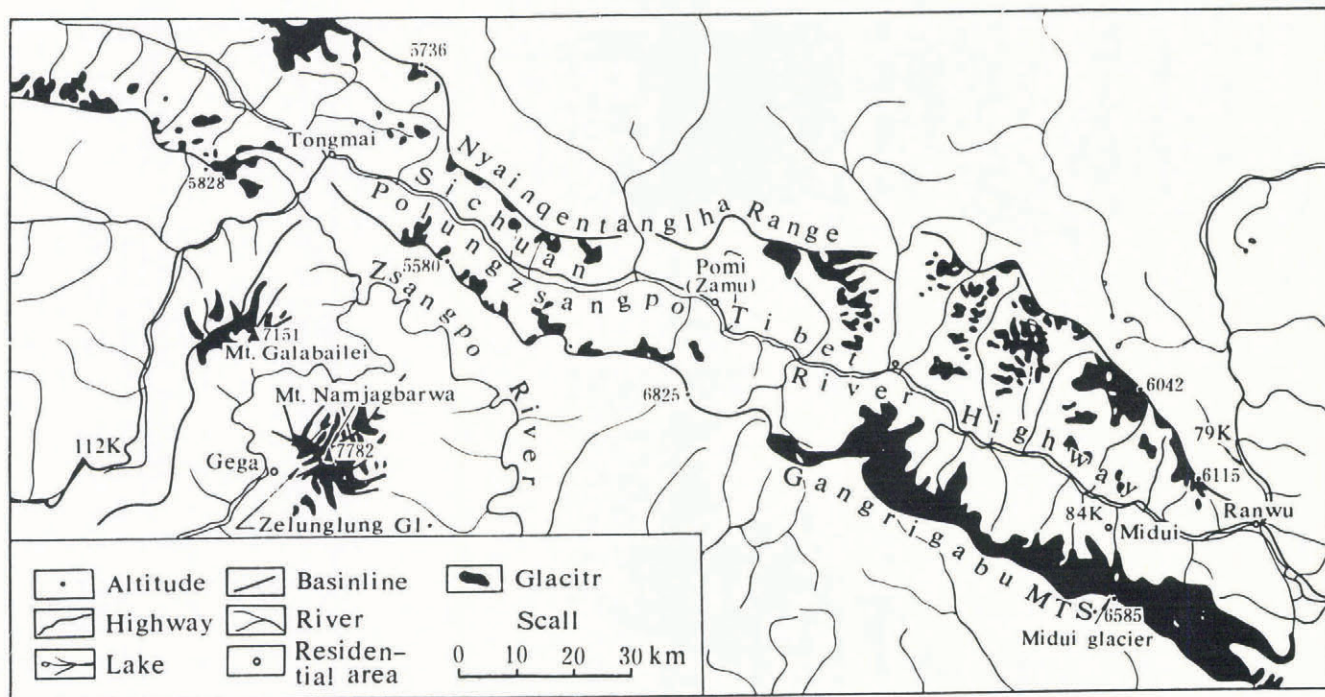 5736
Tongmai
5828
Nyainqentanglha Range
Sichuan
Polungzsangpo
5580
Zsangpo
River
Pomi
(Zamu)
Tibet
River
Highway
7151
Mt. Galabailei
Mt. Namjagbarwa
7782
6825
6042
112K
Gega
79K
6115
Zelunglung Gl
Gangrigabu MTS
84K
Midui
Ranwu
6585
Midui glacier
Altitude
Basinline
Glacitr
Highway
River
Scall
Lake
Residen-
tial area
0 10 20 30 km